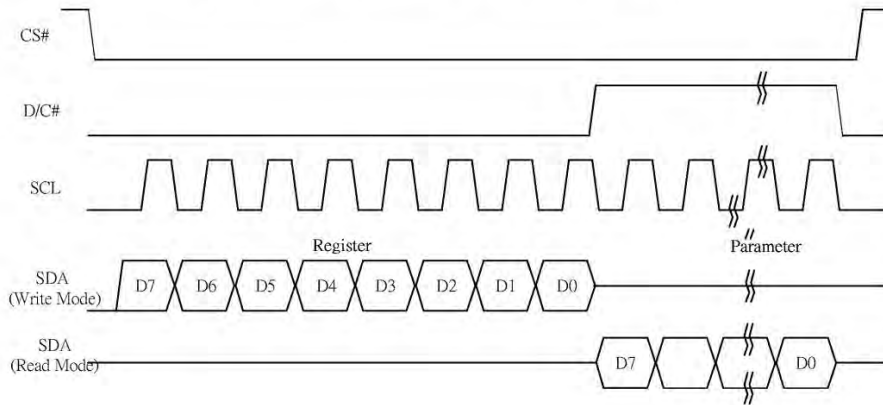 CS#
D/C#
SCL
Register
Parameter
SDA
(Write Mode)
D7 D6 D5 D4 D3 D2 D1 D0
SDA
(Read Mode)
D7 D0